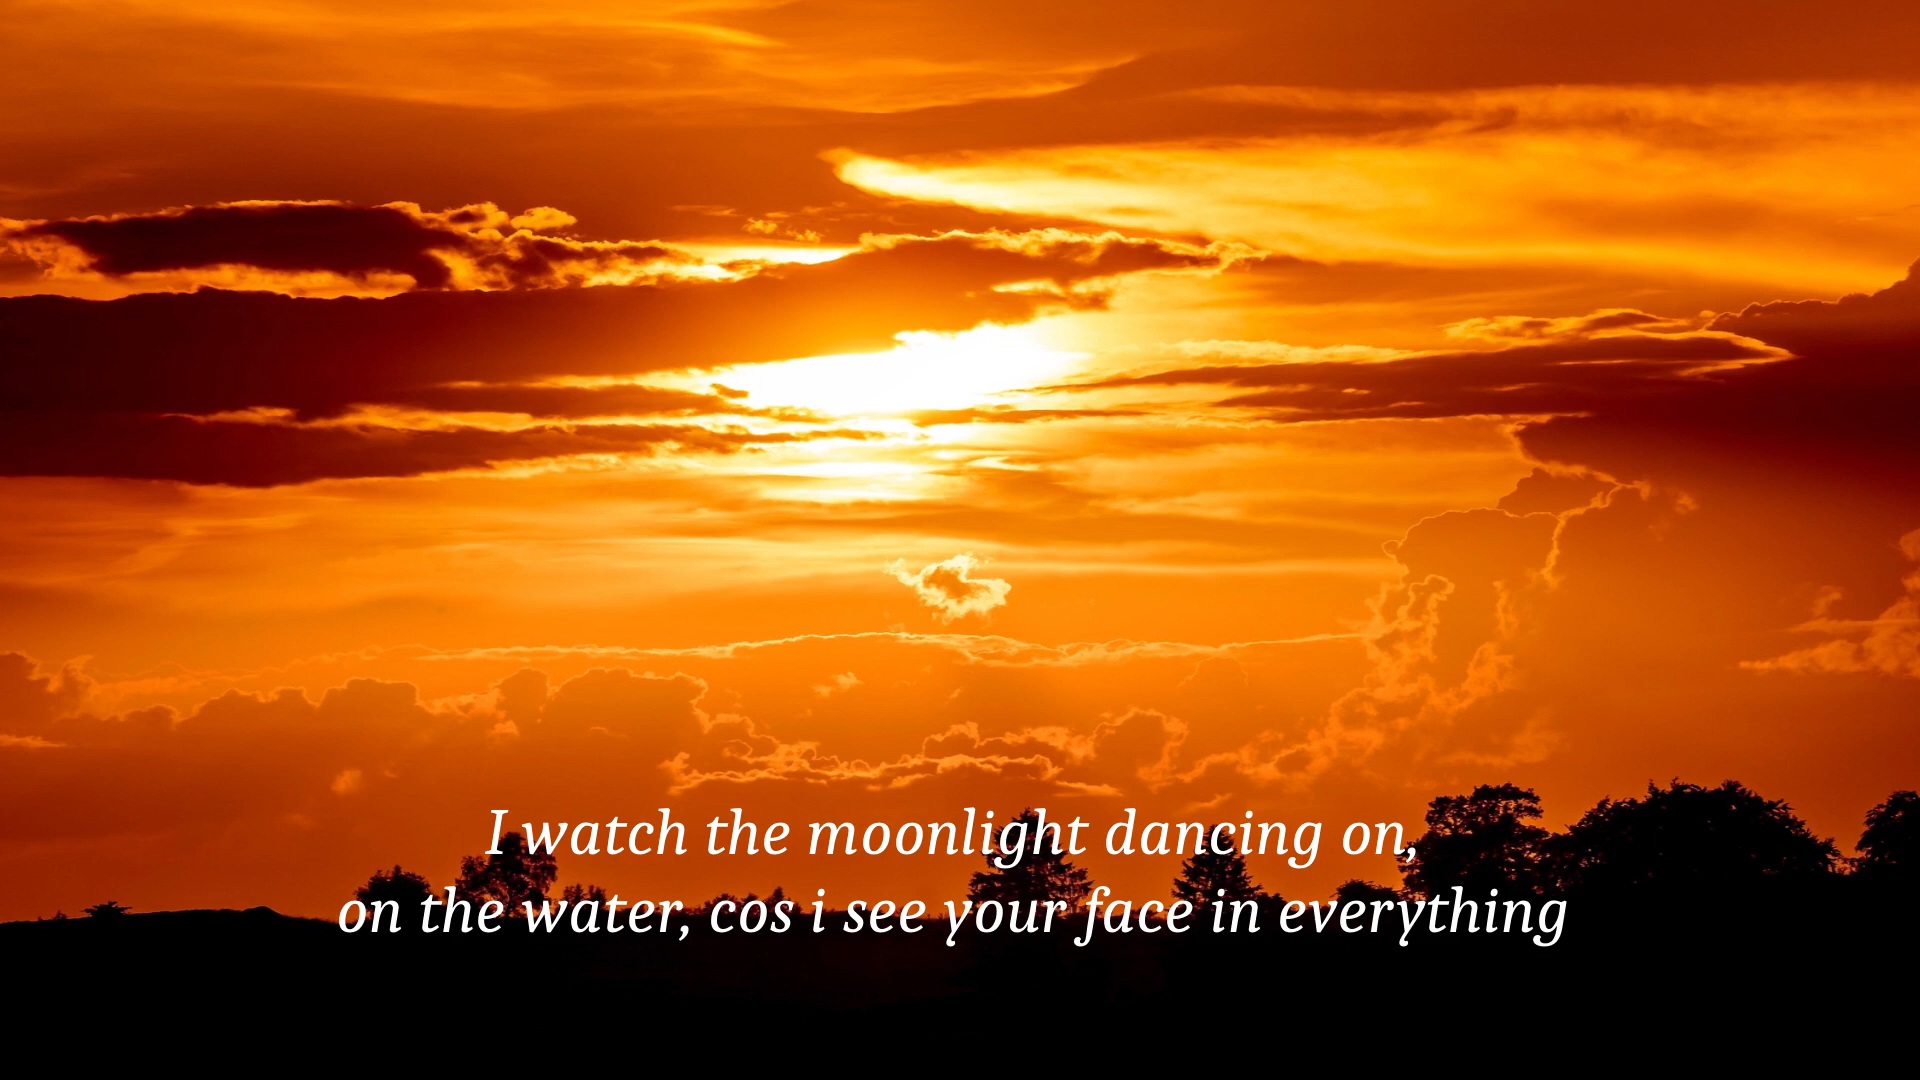 I watch the moonlight dancing on,
on the water, cos i see your face in everything